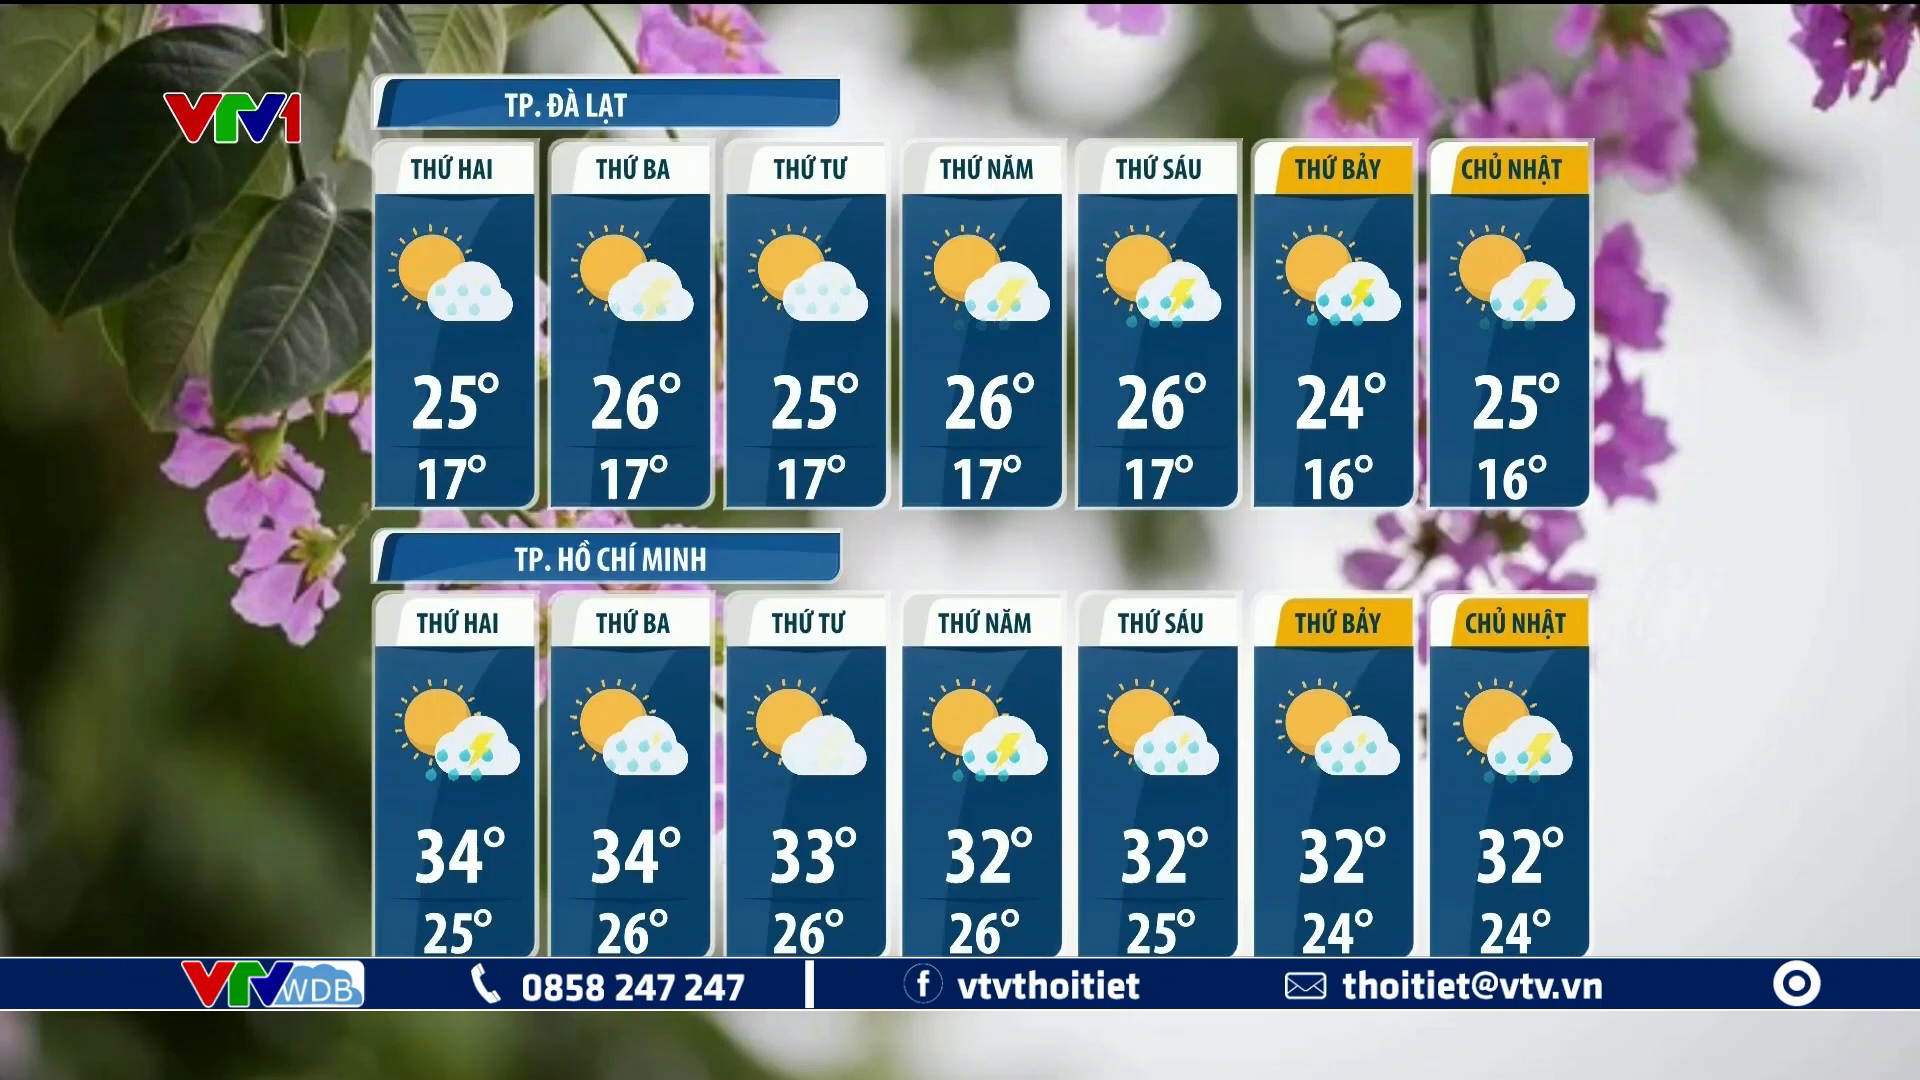 VTV1
TP. ĐÀ LẠT
THỨ HAI THỨ BA THỨ TƯ THỨ NĂM THỨ SÁU THỨ BẢY CHỦ NHẬT
25° 26° 25° 26° 26° 24° 25°
17° 17° 17° 17° 17° 16° 16°
TP. HỒ CHÍ MINH
THỨ HAI THỨ BA THỨ TƯ THỨ NĂM THỨ SÁU THỨ BẢY CHỦ NHẬT
34° 34° 33° 32° 32° 32° 32°
25° 26° 26° 26° 25° 24° 24°
VTV WDB 0858 247 247 vtvthoitiet thoitiet@vtv.vn